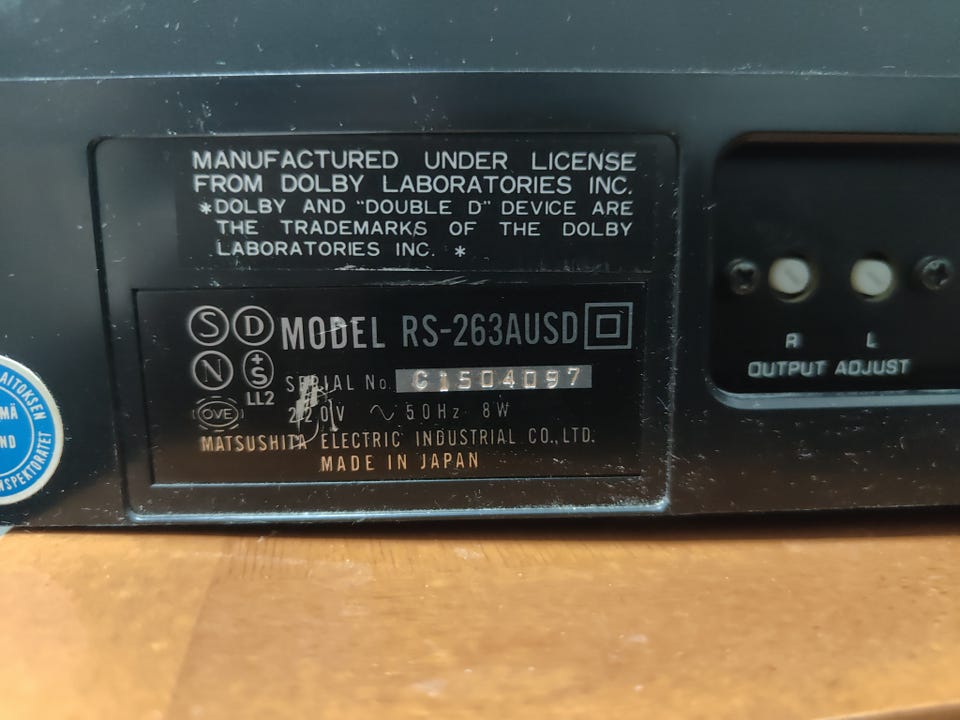 MANUFACTURED UNDER LICENSE
FROM DOLBY LABORATORIES INC.
*DOLBY AND "DOUBLE D" DEVICE ARE
THE TRADEMARKS OF THE DOLBY
LABORATORIES INC. *
S D MODEL RS-263AUSD
N +S
LL2 SERIAL No. C1504097
OVE 220V ~ 50Hz 8W
MATSUSHITA ELECTRIC INDUSTRIAL CO.,LTD.
MADE IN JAPAN
R L
OUTPUT ADJUST